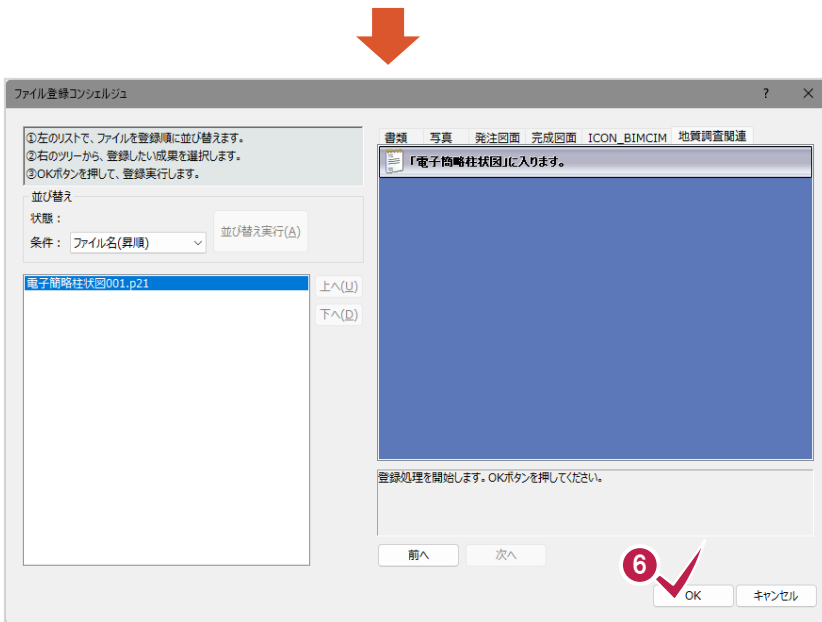 ファイル登録コンシェルジュ
?
①左のリストで、ファイルを登録順に並び替えます。
②右のツリーから、登録したい成果を選択します。
③OKボタンを押して、登録実行します。
並び替え
状態：
条件：
ファイル名(昇順)
並び替え実行(A)
電子簡略柱状図001.p21
上へ(U)
下へ(D)
書類 写真 発注図面 完成図面 ICON_BIMCIM 地質調査関連
「電子簡略柱状図」に入ります。
登録処理を開始します。OKボタンを押してください。
前へ 次へ
6
OK キャンセル